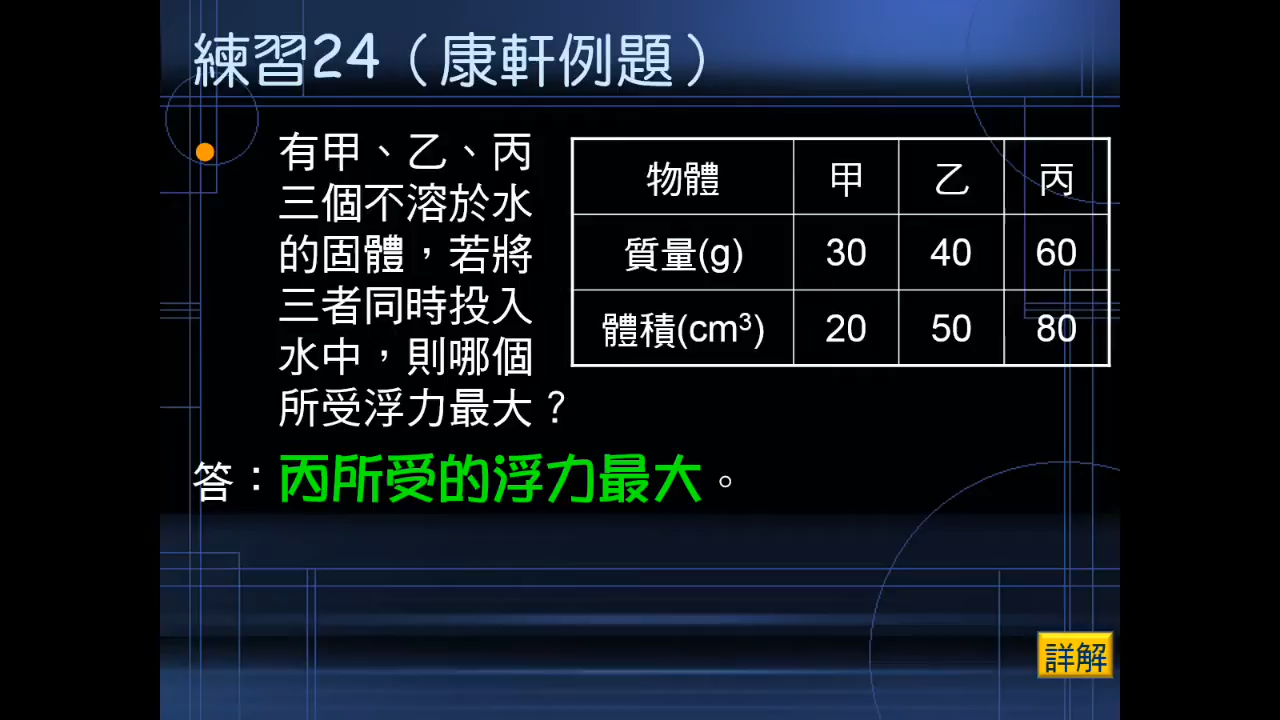 練習24（康軒例題）
有甲、乙、丙
三個不溶於水
的固體，若將
三者同時投入
水中，則哪個
所受浮力最大？
物體 甲 乙 丙
質量(g) 30 40 60
體積(cm³) 20 50 80
答：丙所受的浮力最大。
詳解